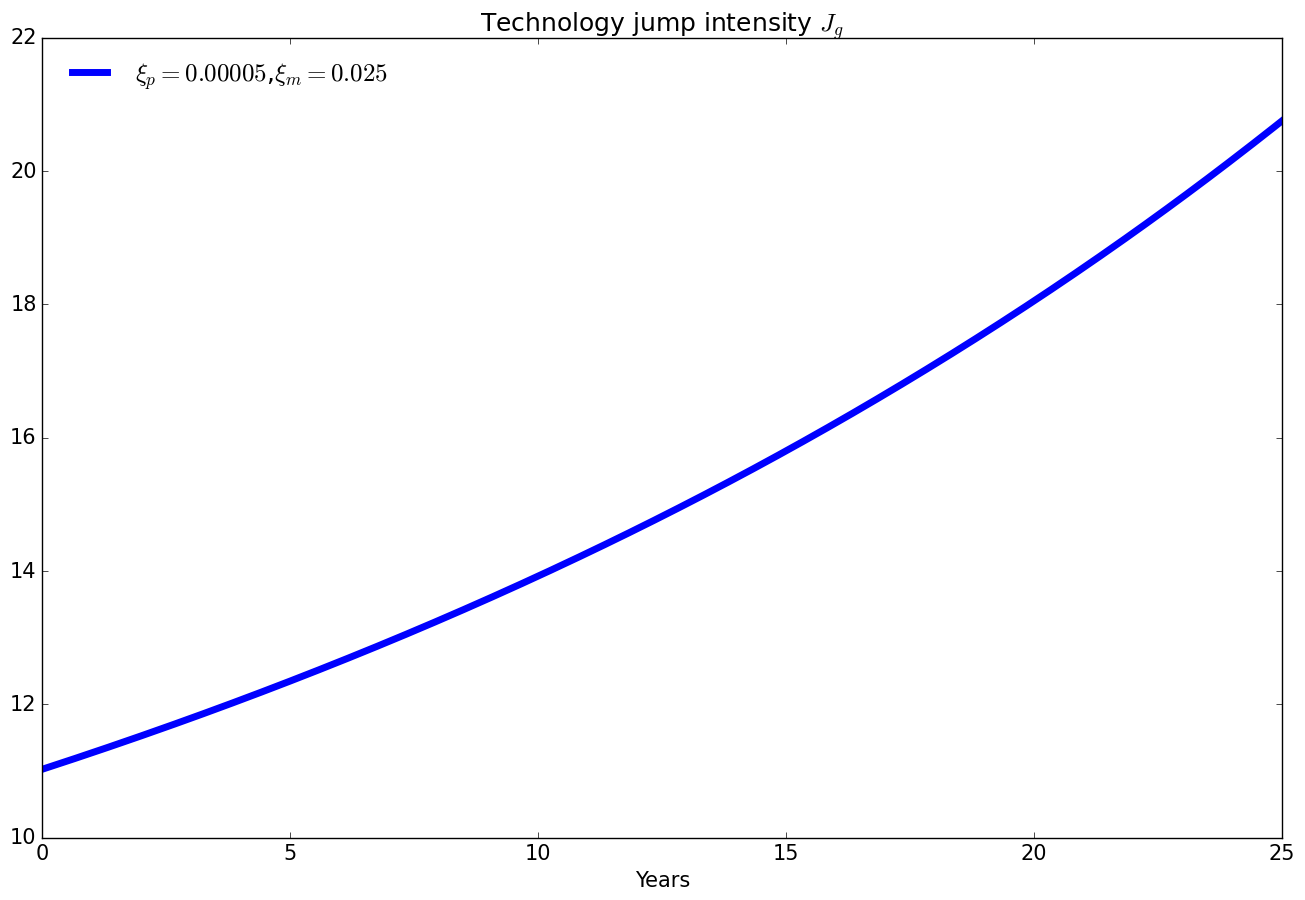 Technology jump intensity J_g
22
ξ_p = 0.00005, ξ_m = 0.025
20
18
16
14
12
10
0 5 10 15 20 25
Years